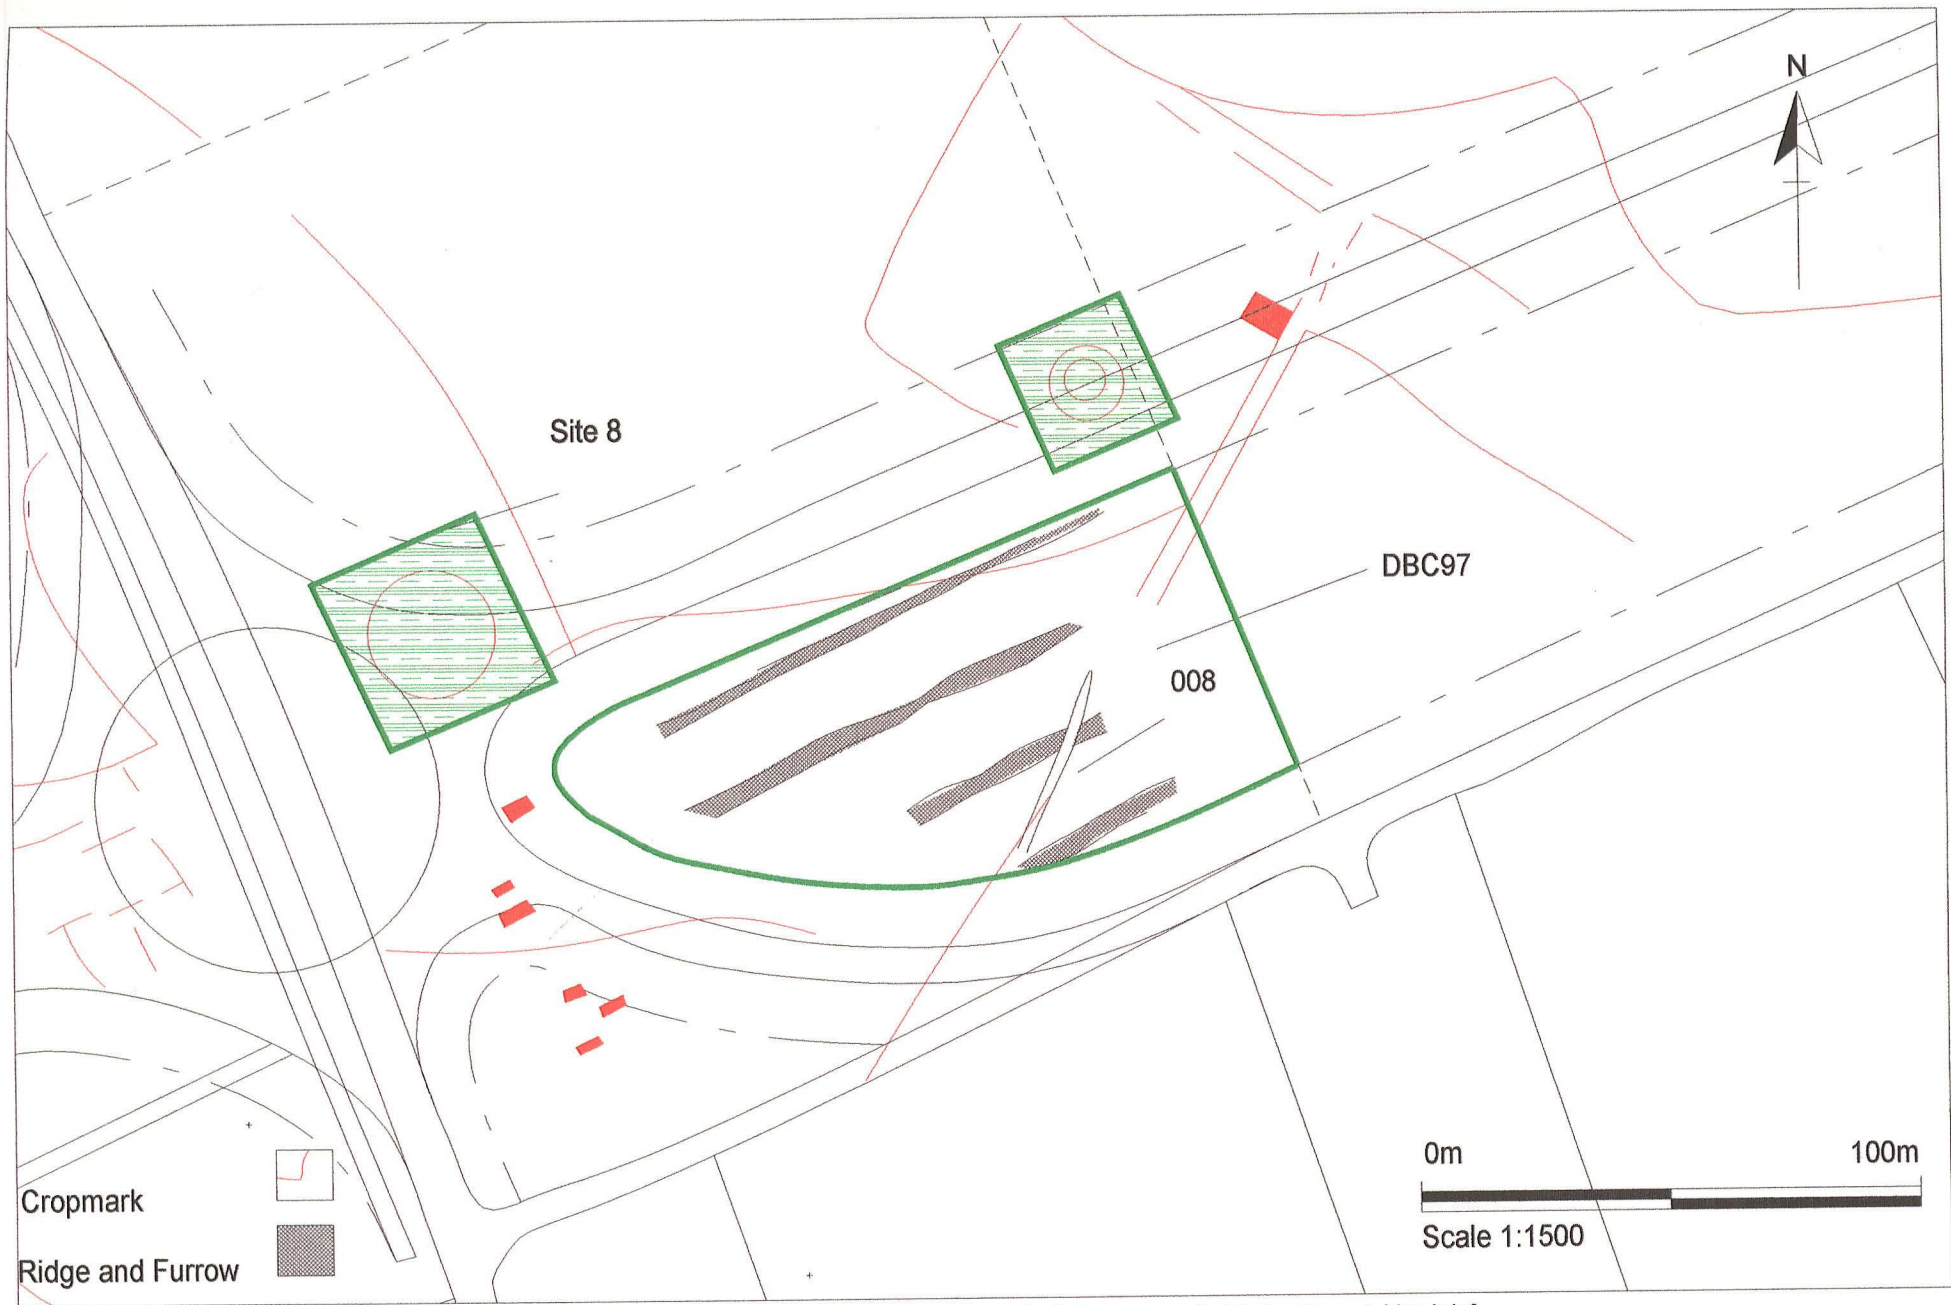 N
Site 8
DBC97
008
0m 100m
Cropmark
Scale 1:1500
Ridge and Furrow